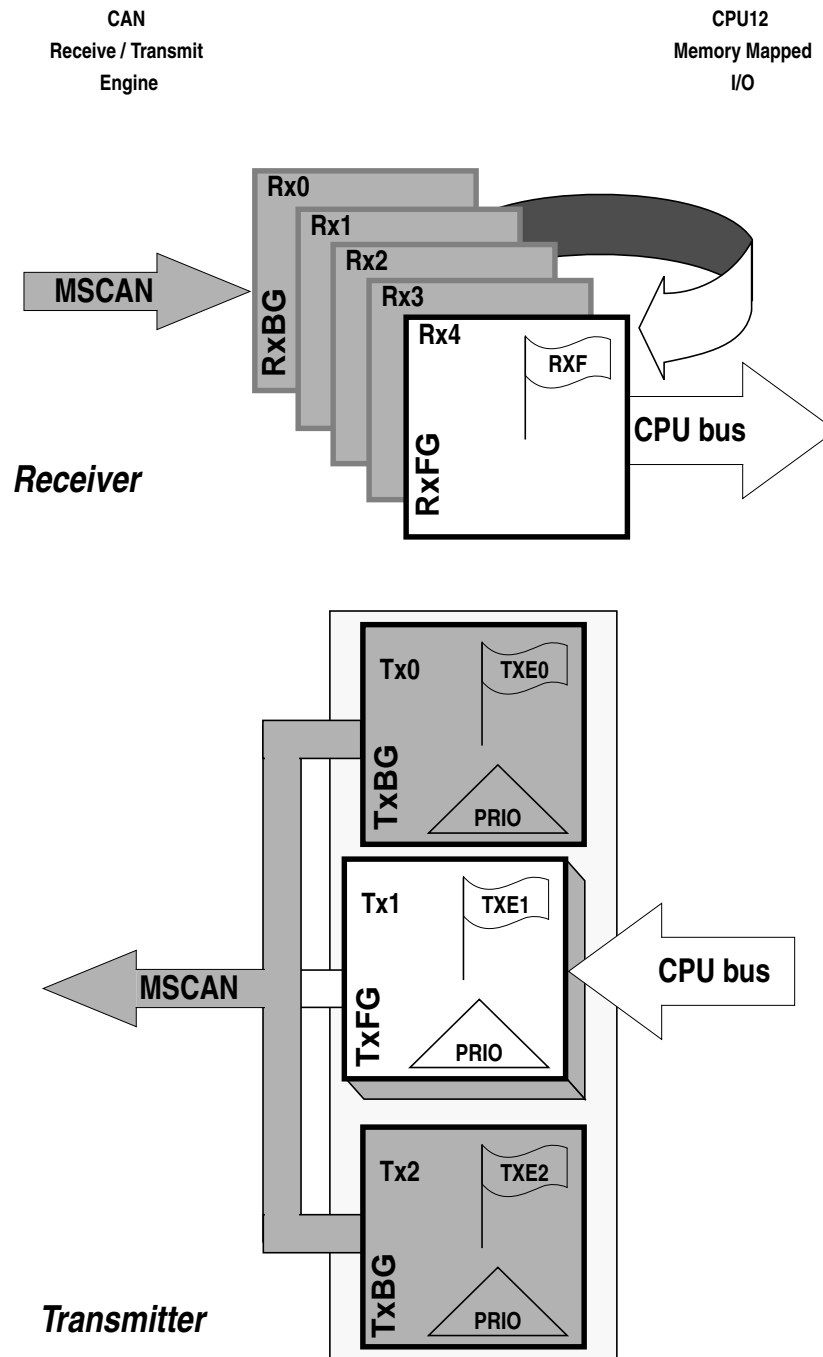 CAN
Receive / Transmit
Engine
CPU12
Memory Mapped
I/O
Rx0
Rx1
Rx2
Rx3
Rx4
RXF
MSCAN
RxBG
RxFG
CPU bus
Receiver
Tx0
TXE0
TxBG
PRIO
Tx1
TXE1
MSCAN
CPU bus
TxFG
PRIO
Tx2
TXE2
TxBG
PRIO
Transmitter